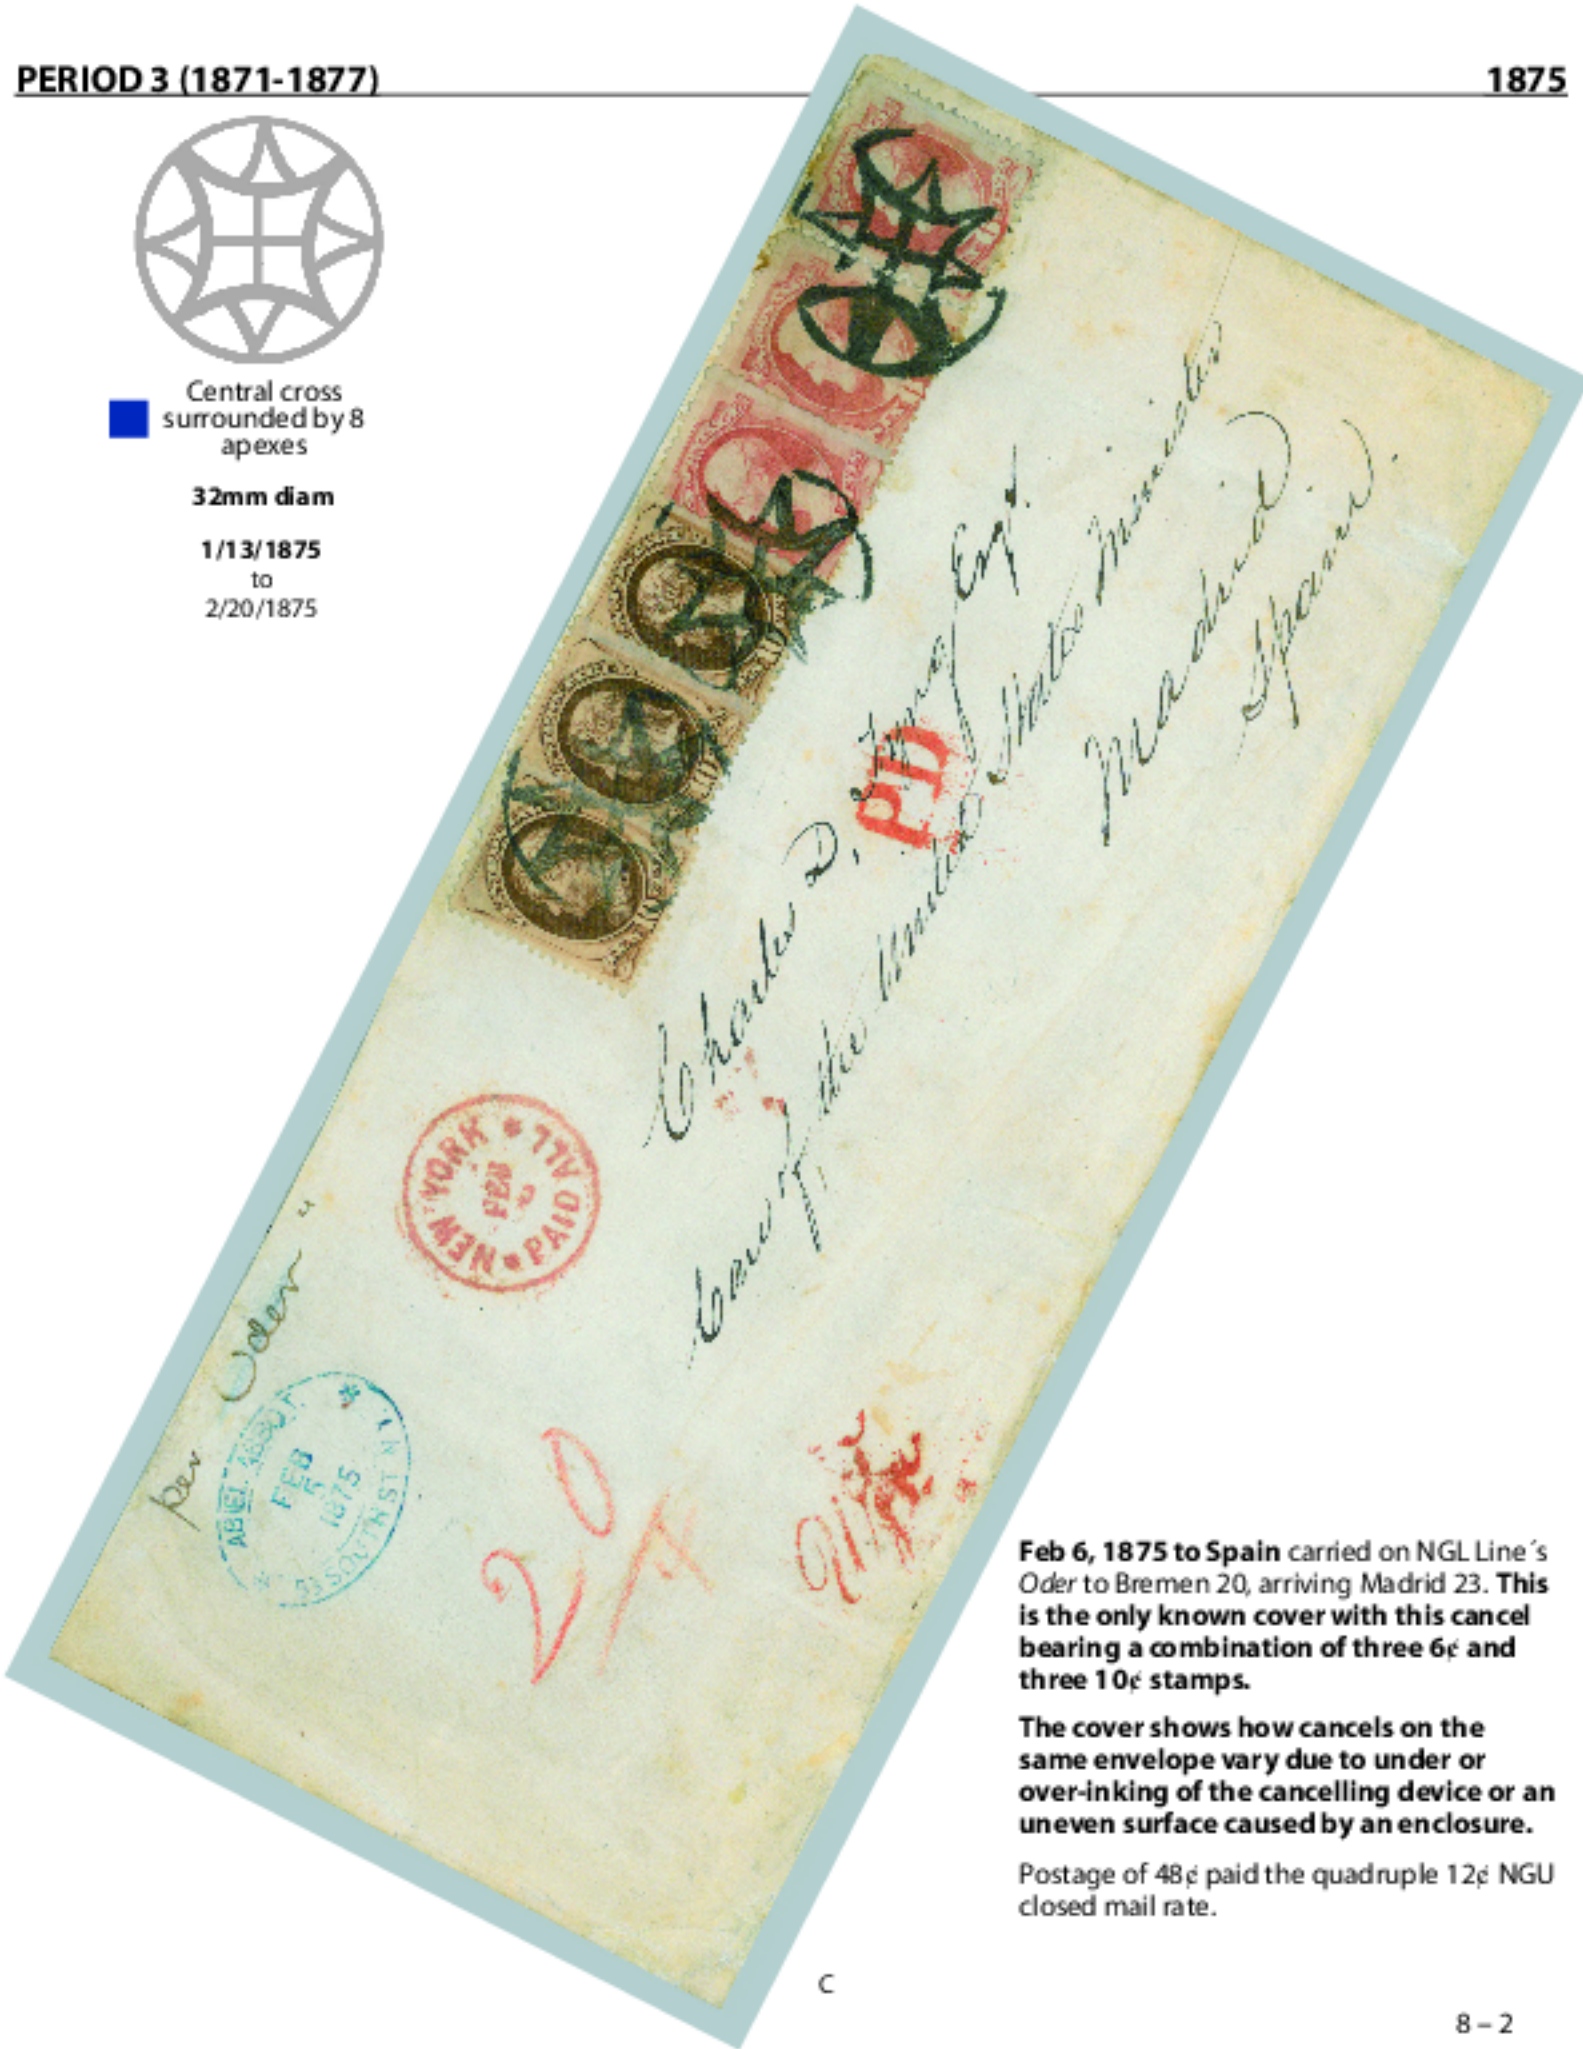 PERIOD 3 (1871-1877)
1875
Central cross
surrounded by 8
apexes
32mm diam
1/13/1875
to
2/20/1875
Charles D,
the United States Minister
Madrid
Spain
PD
NEW YORK * PAID ALL *
FEB
per Oder "
ABIEL ABBOT
FEB
5
1875
93 SOUTH ST N.Y.
20
Feb 6, 1875 to Spain carried on NGL Line´s
Oder to Bremen 20, arriving Madrid 23. This
is the only known cover with this cancel
bearing a combination of three 6¢ and
three 10¢ stamps.
The cover shows how cancels on the
same envelope vary due to under or
over-inking of the cancelling device or an
uneven surface caused by an enclosure.
Postage of 48¢ paid the quadruple 12¢ NGU
closed mail rate.
C
8 – 2